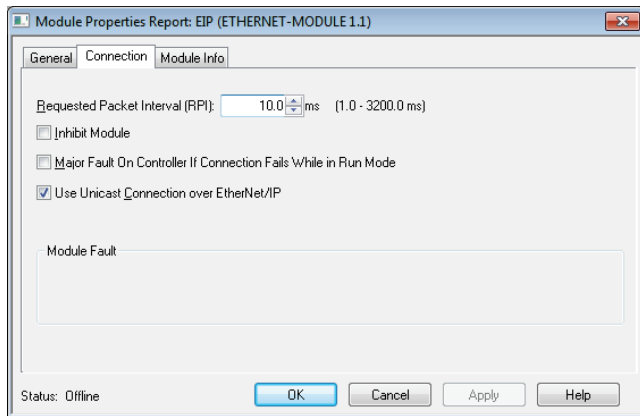 Module Properties Report: EIP (ETHERNET-MODULE 1.1)
General Connection Module Info
Requested Packet Interval (RPI): 10.0 ms (1.0 - 3200.0 ms)
Inhibit Module
Major Fault On Controller If Connection Fails While in Run Mode
Use Unicast Connection over EtherNet/IP
Module Fault
Status: Offline OK Cancel Apply Help